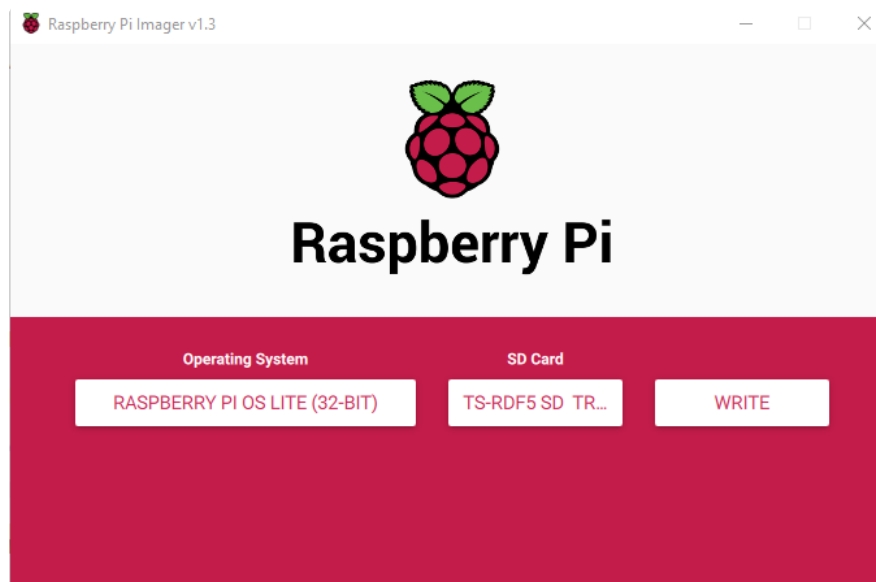 Raspberry Pi Imager v1.3
Raspberry Pi
Operating System
SD Card
RASPBERRY PI OS LITE (32-BIT)
TS-RDF5 SD TR...
WRITE